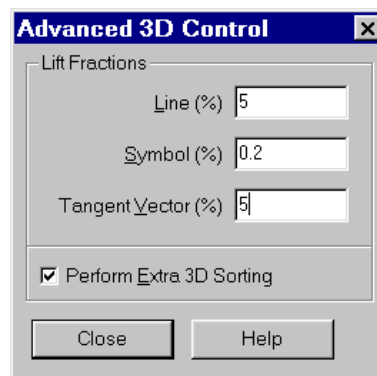 Advanced 3D Control
Lift Fractions
Line (%) 5
Symbol (%) 0.2
Tangent Vector (%) 5
Perform Extra 3D Sorting
Close Help